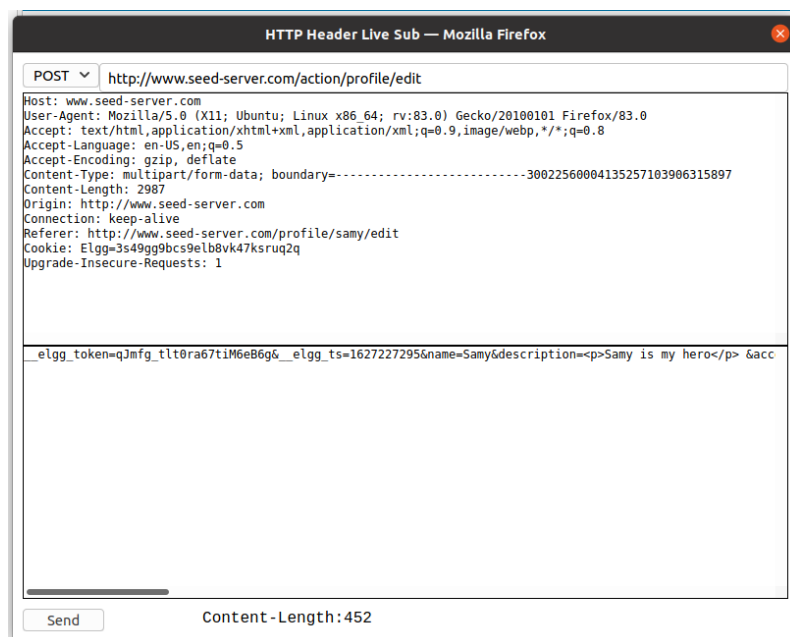 HTTP Header Live Sub — Mozilla Firefox
POST http://www.seed-server.com/action/profile/edit
Host: www.seed-server.com
User-Agent: Mozilla/5.0 (X11; Ubuntu; Linux x86_64; rv:83.0) Gecko/20100101 Firefox/83.0
Accept: text/html,application/xhtml+xml,application/xml;q=0.9,image/webp,*/*;q=0.8
Accept-Language: en-US,en;q=0.5
Accept-Encoding: gzip, deflate
Content-Type: multipart/form-data; boundary=---------------------------30022560004135257103906315897
Content-Length: 2987
Origin: http://www.seed-server.com
Connection: keep-alive
Referer: http://www.seed-server.com/profile/samy/edit
Cookie: Elgg=3s49gg9bcs9elb8vk47ksruq2q
Upgrade-Insecure-Requests: 1
__elgg_token=qJmfg_tlt0ra67tiM6eB6g&__elgg_ts=1627227295&name=Samy&description=<p>Samy is my hero</p> &acc
Send Content-Length:452